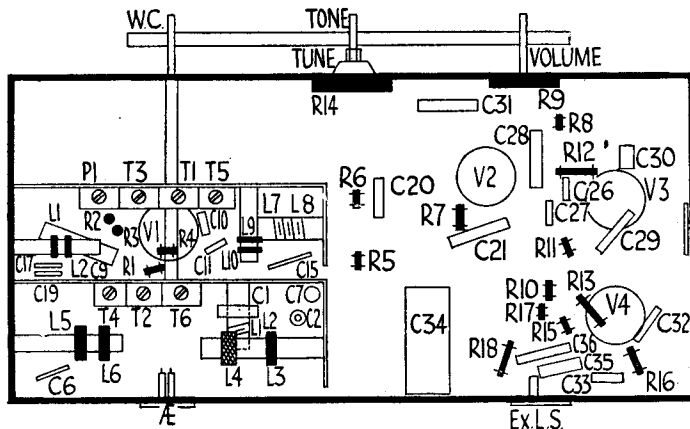 W.C. TONE
TUNE VOLUME
R14 C31 R9
R8
C28 R12 C30
P1 T3 T1 T5
R6 C20 V2 C26 V3
L1 R2 R3 V1 R4 C10 L9 L7 L8
R7 C27
C21 R11 C29
C17 L2 C9 R1 C11 L10 C15 R5
C19 C1 C7
T4 T2 T6 L2 C2
R10 R13
C34 R17 V4 C32
L5 R15
R18 C36
L6 L4 L3 C35
C6 C33 R16
Æ Ex.L.S.